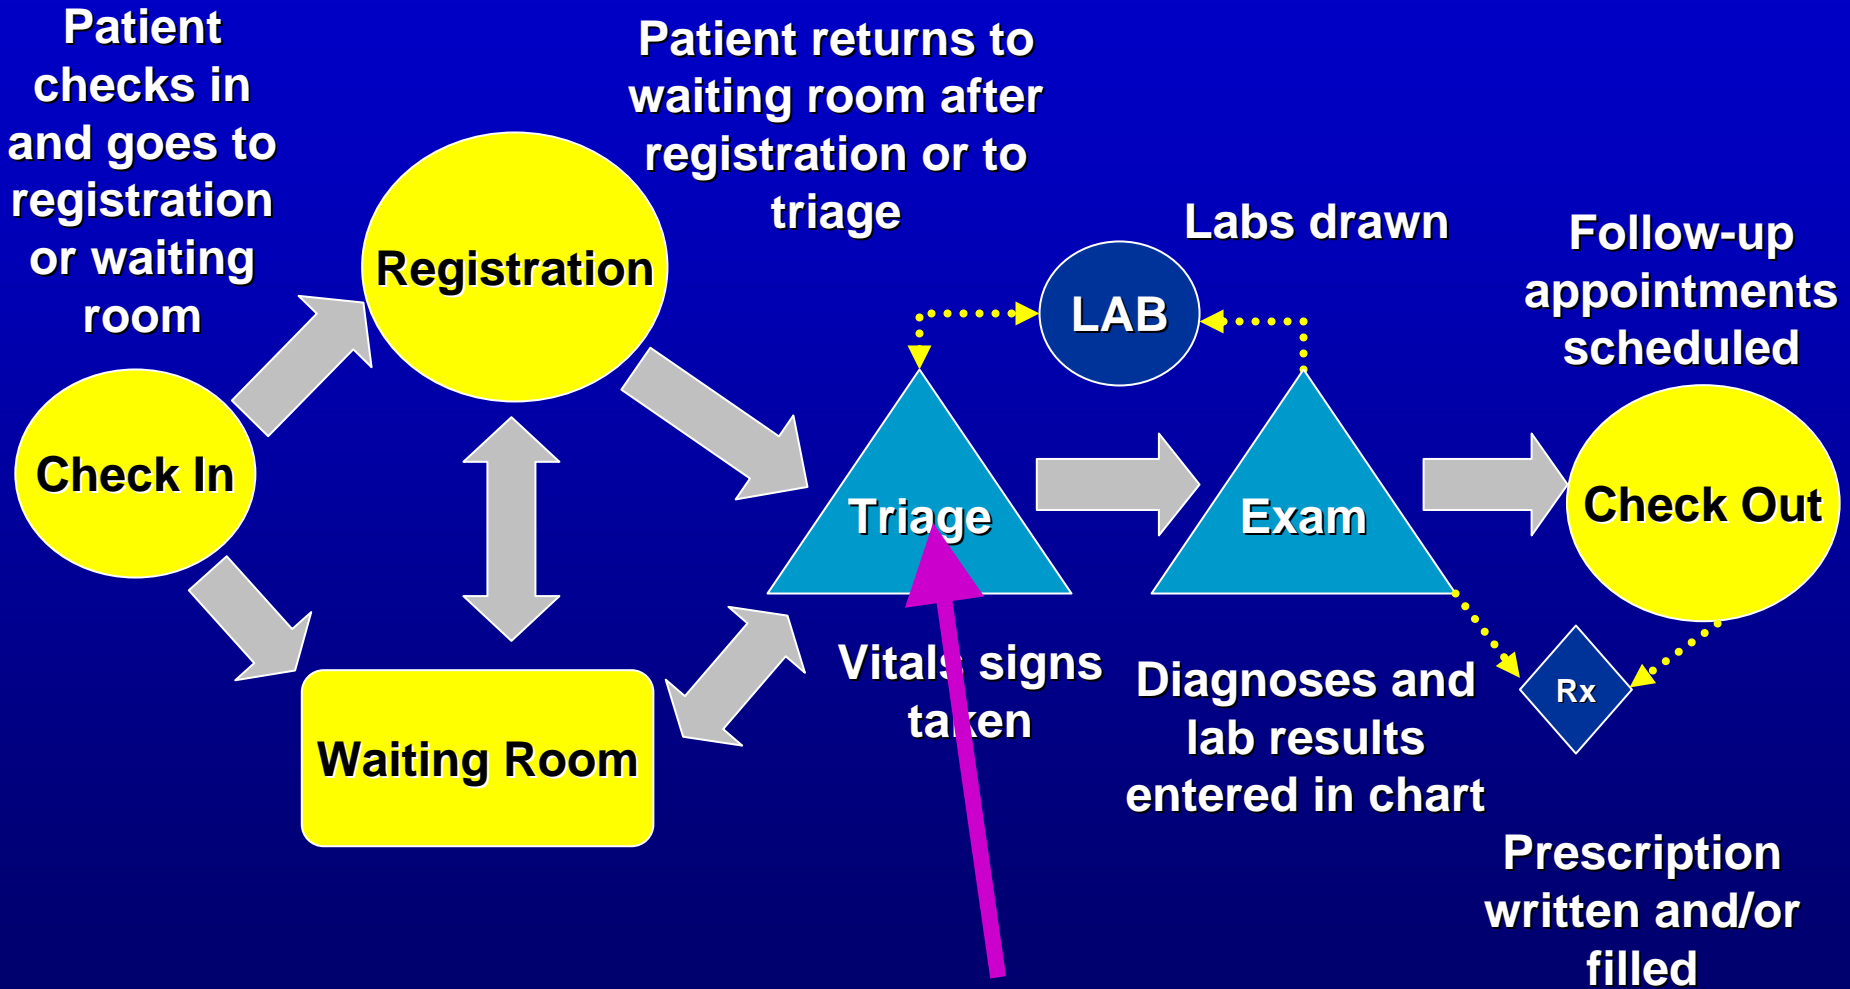 Patient
checks in
and goes to
registration
or waiting
room
Patient returns to
waiting room after
registration or to
triage
Registration
Labs drawn
LAB
Follow-up
appointments
scheduled
Check In
Triage
Exam
Check Out
Waiting Room
Vitals signs
taken
Diagnoses and
lab results
entered in chart
Rx
Prescription
written and/or
filled